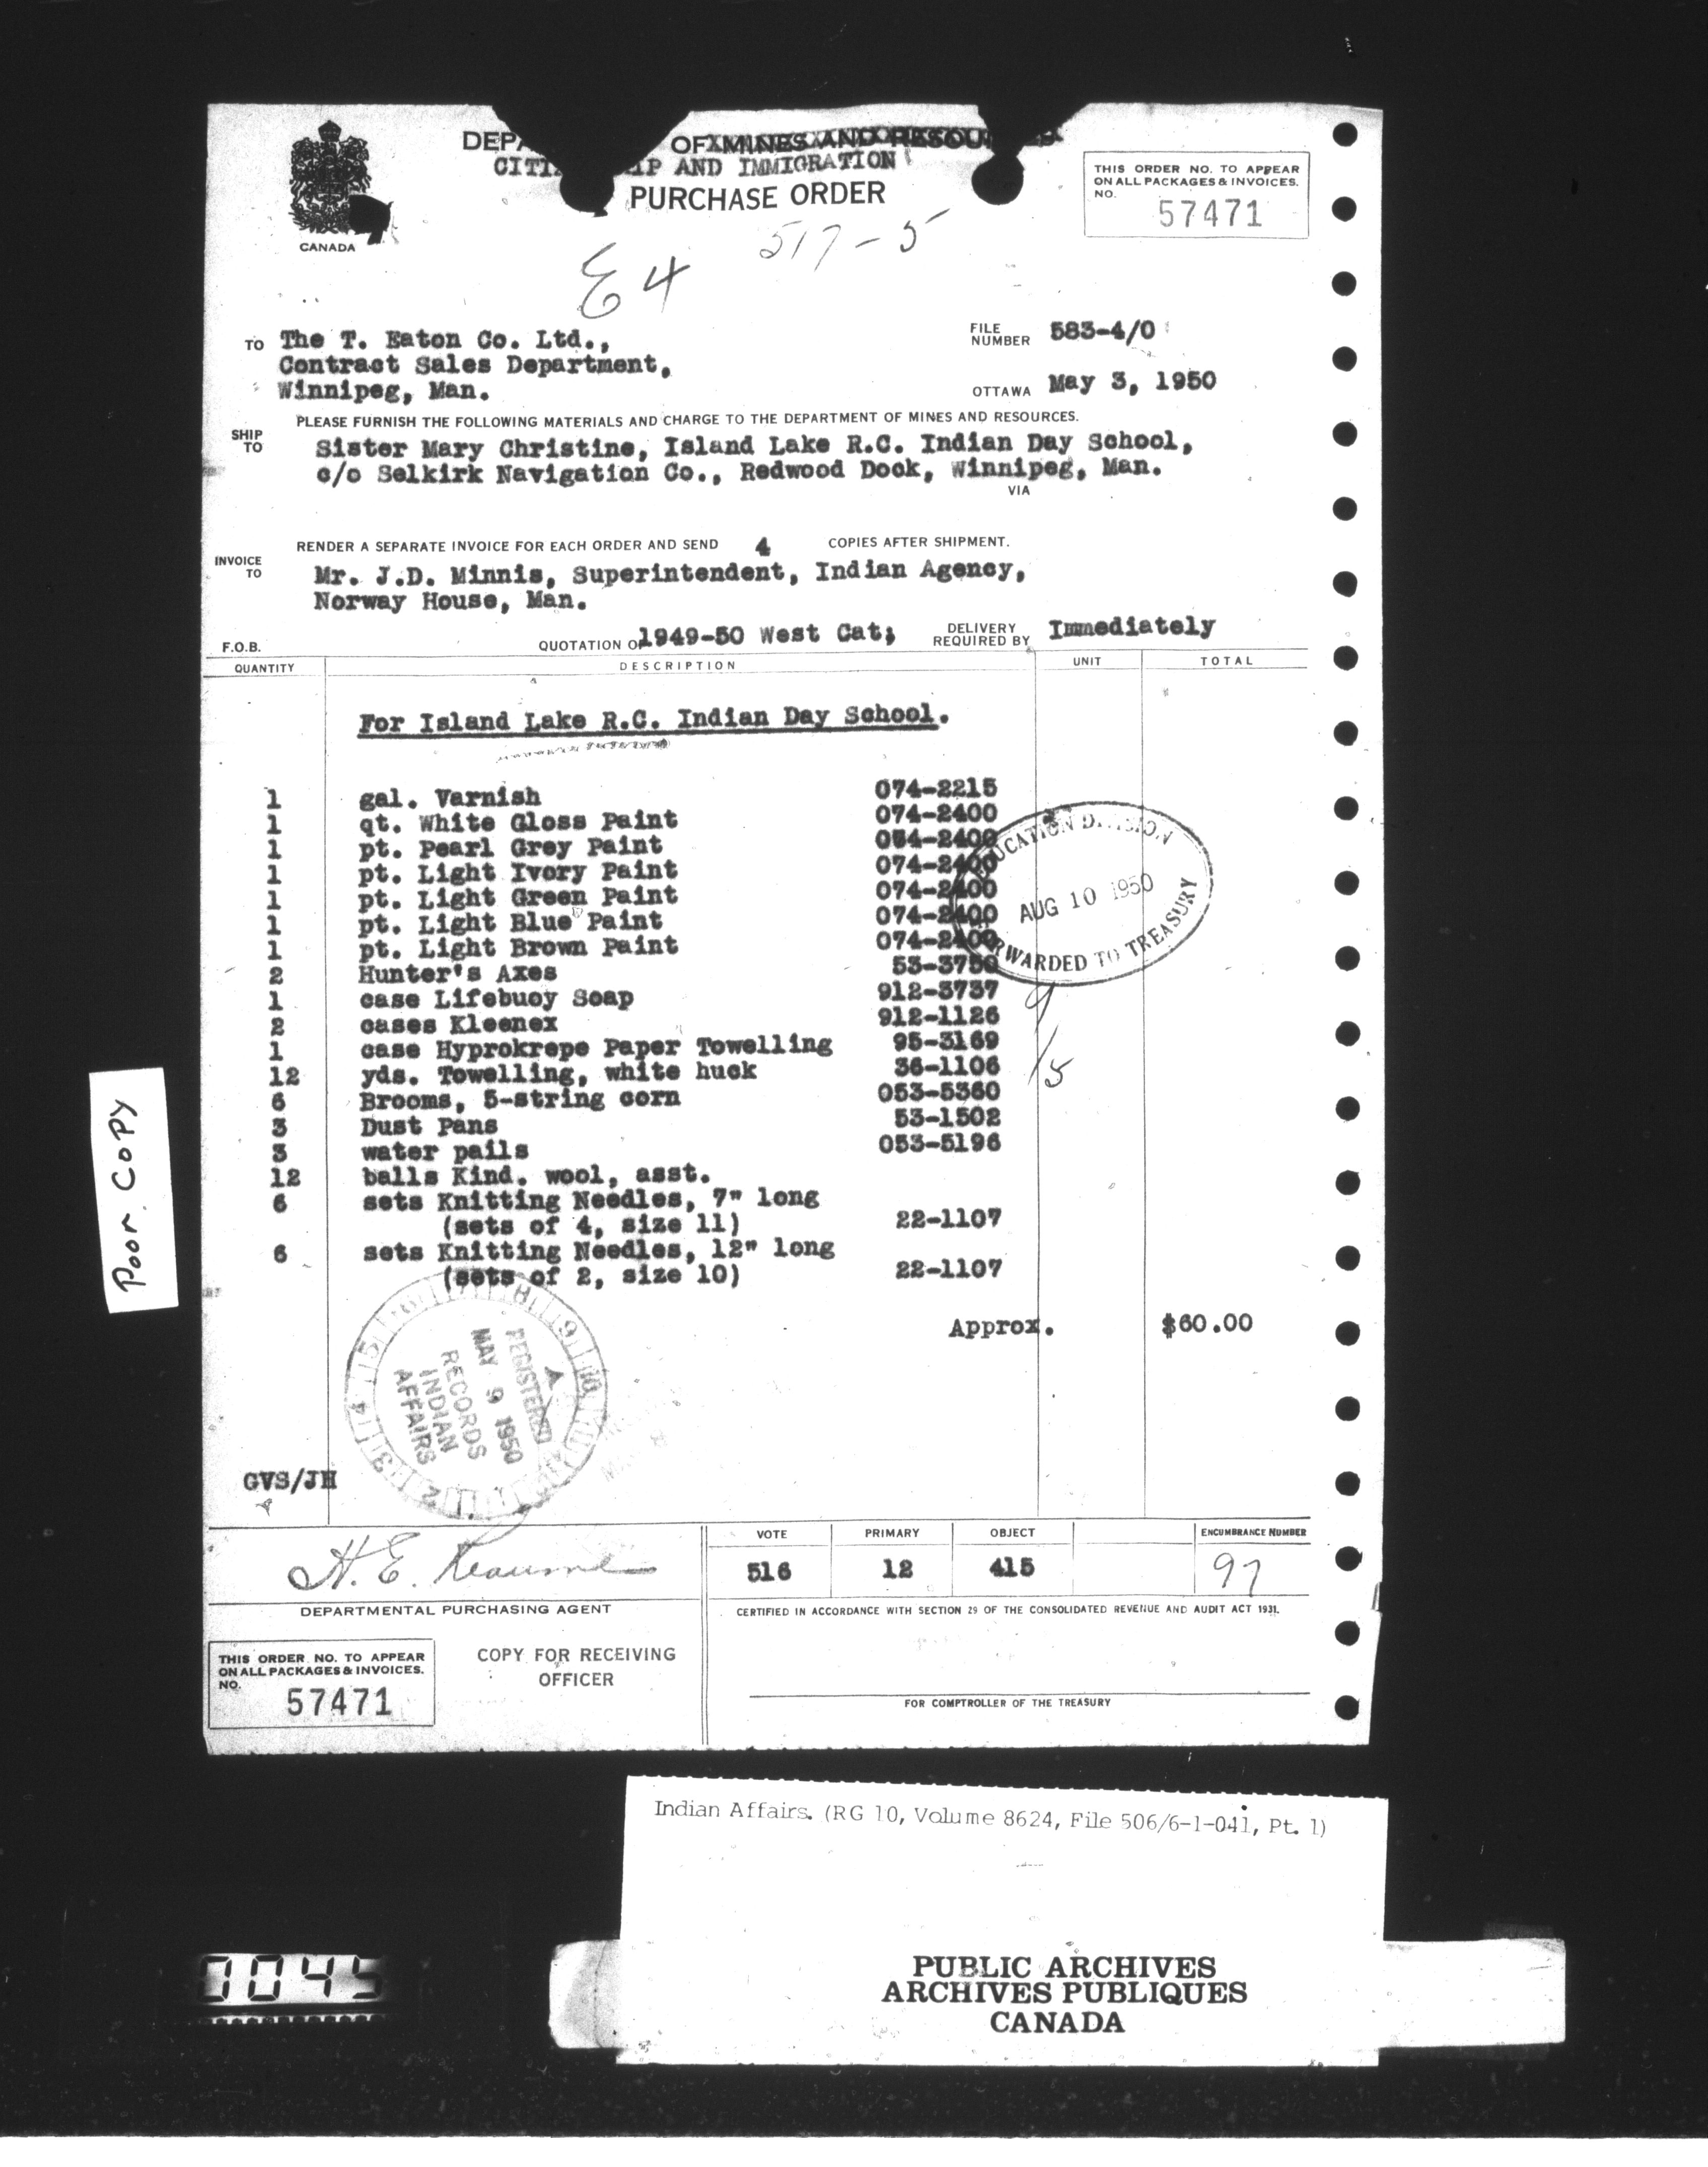 DEPA OF MINES AND RESOU
CITI IP AND IMMIGRATION
PURCHASE ORDER
CANADA
THIS ORDER NO. TO APPEAR
ON ALL PACKAGES & INVOICES.
NO.
57471
517-5
E4
TO The T. Eaton Co. Ltd.,
Contract Sales Department,
Winnipeg, Man.
FILE NUMBER 583-4/0
OTTAWA May 3, 1950
PLEASE FURNISH THE FOLLOWING MATERIALS AND CHARGE TO THE DEPARTMENT OF MINES AND RESOURCES.
SHIP TO Sister Mary Christine, Island Lake R.C. Indian Day School,
c/o Selkirk Navigation Co., Redwood Dock, Winnipeg, Man.
VIA
RENDER A SEPARATE INVOICE FOR EACH ORDER AND SEND 4 COPIES AFTER SHIPMENT.
INVOICE TO Mr. J.D. Minnis, Superintendent, Indian Agency,
Norway House, Man.
F.O.B. QUOTATION OF 1949-50 West Cat; DELIVERY REQUIRED BY Immediately
QUANTITY DESCRIPTION UNIT TOTAL
For Island Lake R.C. Indian Day School.
1 gal. Varnish 074-2215
1 qt. White Gloss Paint 074-2400
1 pt. Pearl Grey Paint 084-2400
1 pt. Light Ivory Paint 074-2400
1 pt. Light Green Paint 074-2400
1 pt. Light Blue Paint 074-2400
1 pt. Light Brown Paint 074-2400
2 Hunter's Axes 53-3750
1 case Lifebuoy Soap 912-3737
2 cases Kleenex 912-1126
1 case Hyprokrepe Paper Towelling 95-3169
12 yds. Towelling, white huck 36-1106
6 Brooms, 5-string corn 053-5360
3 Dust Pans 53-1502
3 water pails 053-5196
12 balls Kind. wool, asst.
6 sets Knitting Needles, 7" long
(sets of 4, size 11) 22-1107
6 sets Knitting Needles, 12" long
(sets of 2, size 10) 22-1107
Approx. $60.00
EDUCATION DIVISION
AUG 10 1950
FORWARDED TO TREASURY
9/5
REGISTERED
MAY 9 1950
RECORDS
INDIAN
AFFAIRS
GVS/JH
H. E. Reaume
DEPARTMENTAL PURCHASING AGENT
VOTE PRIMARY OBJECT ENCUMBRANCE NUMBER
516 12 415 97
CERTIFIED IN ACCORDANCE WITH SECTION 29 OF THE CONSOLIDATED REVENUE AND AUDIT ACT 1931.
THIS ORDER NO. TO APPEAR
ON ALL PACKAGES & INVOICES.
NO.
57471
COPY FOR RECEIVING
OFFICER
FOR COMPTROLLER OF THE TREASURY
Poor Copy
Indian Affairs. (RG 10, Volume 8624, File 506/6-1-041, Pt. 1)
PUBLIC ARCHIVES
ARCHIVES PUBLIQUES
CANADA